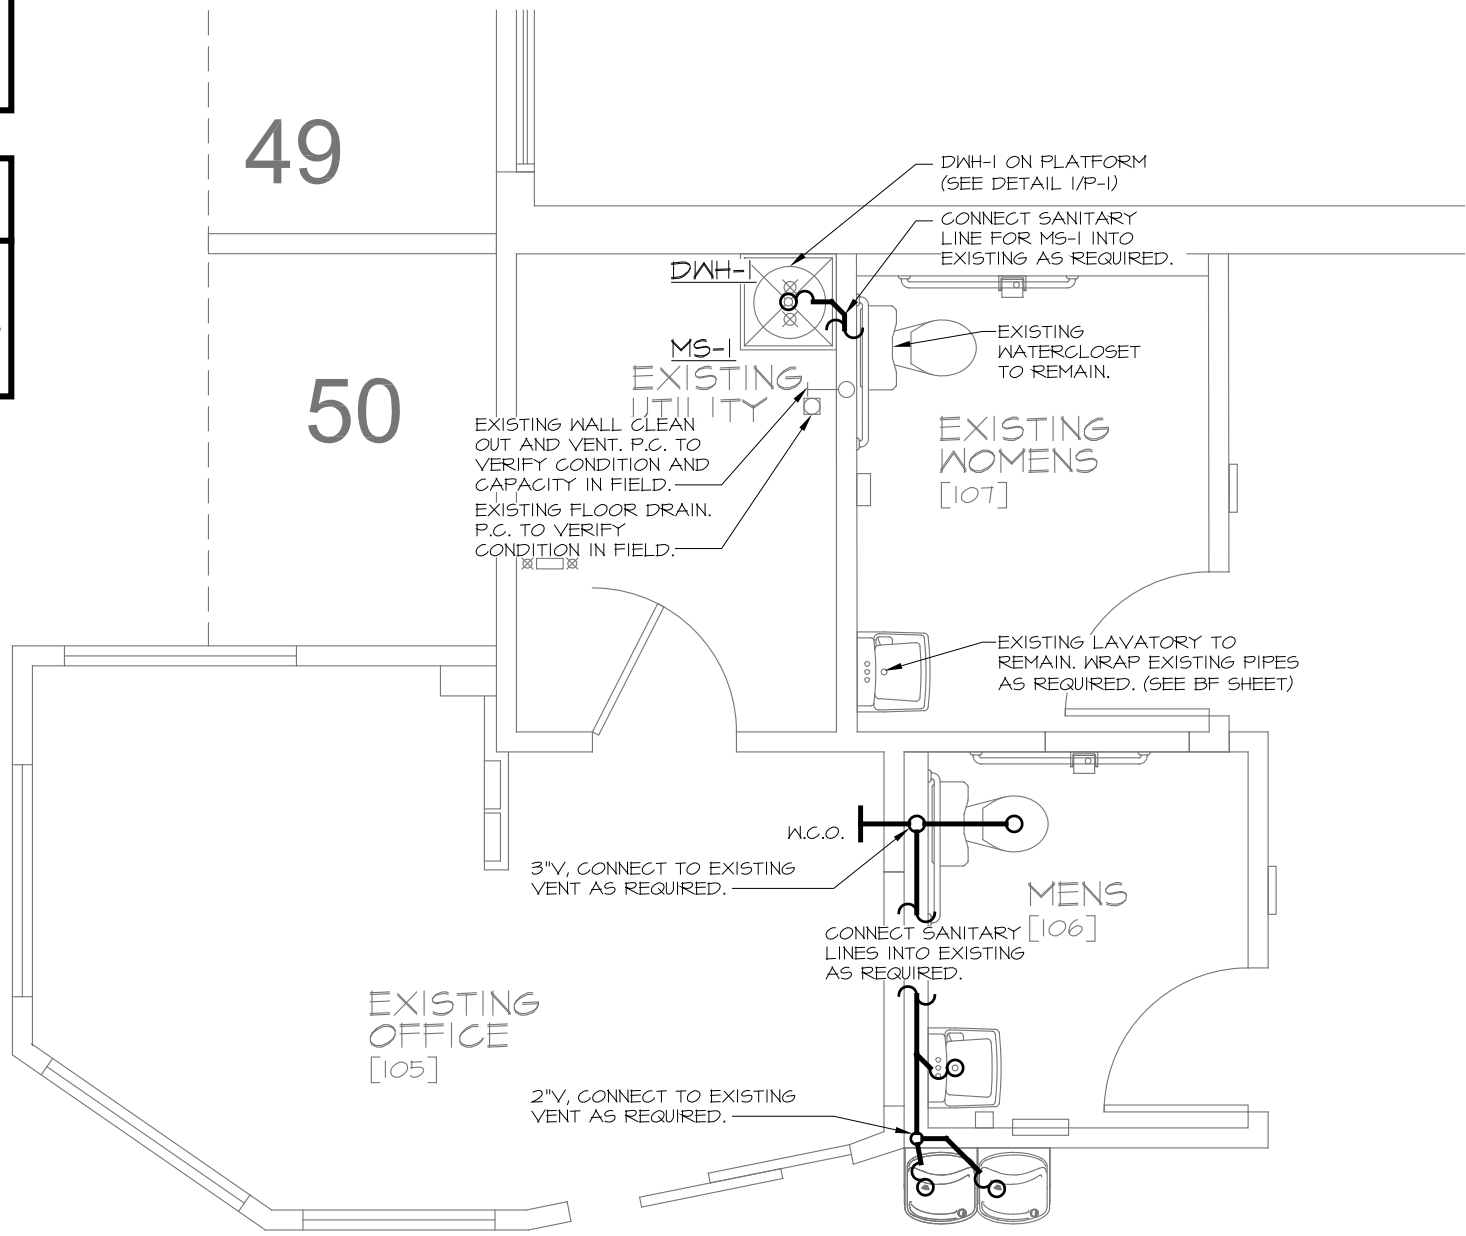 49
DWH-1 ON PLATFORM
(SEE DETAIL 1/P-1)
CONNECT SANITARY
LINE FOR MS-1 INTO
EXISTING AS REQUIRED.
DWH-1
EXISTING
WATERCLOSET
TO REMAIN.
MS-1
EXISTING
UTILITY
50
EXISTING WALL CLEAN
OUT AND VENT. P.C. TO
VERIFY CONDITION AND
CAPACITY IN FIELD.
EXISTING
WOMENS
[107]
EXISTING FLOOR DRAIN.
P.C. TO VERIFY
CONDITION IN FIELD.
EXISTING LAVATORY TO
REMAIN. WRAP EXISTING PIPES
AS REQUIRED. (SEE BF SHEET)
W.C.O.
3"V, CONNECT TO EXISTING
VENT AS REQUIRED.
MENS
[106]
CONNECT SANITARY
LINES INTO EXISTING
AS REQUIRED.
EXISTING
OFFICE
[105]
2"V, CONNECT TO EXISTING
VENT AS REQUIRED.